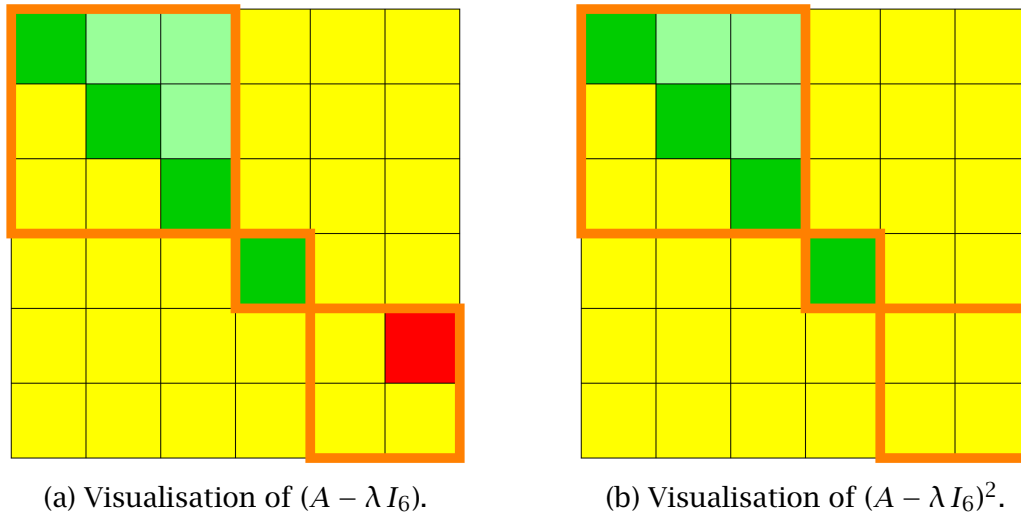 (a) Visualisation of (A − λ I₆).
(b) Visualisation of (A − λ I₆)².